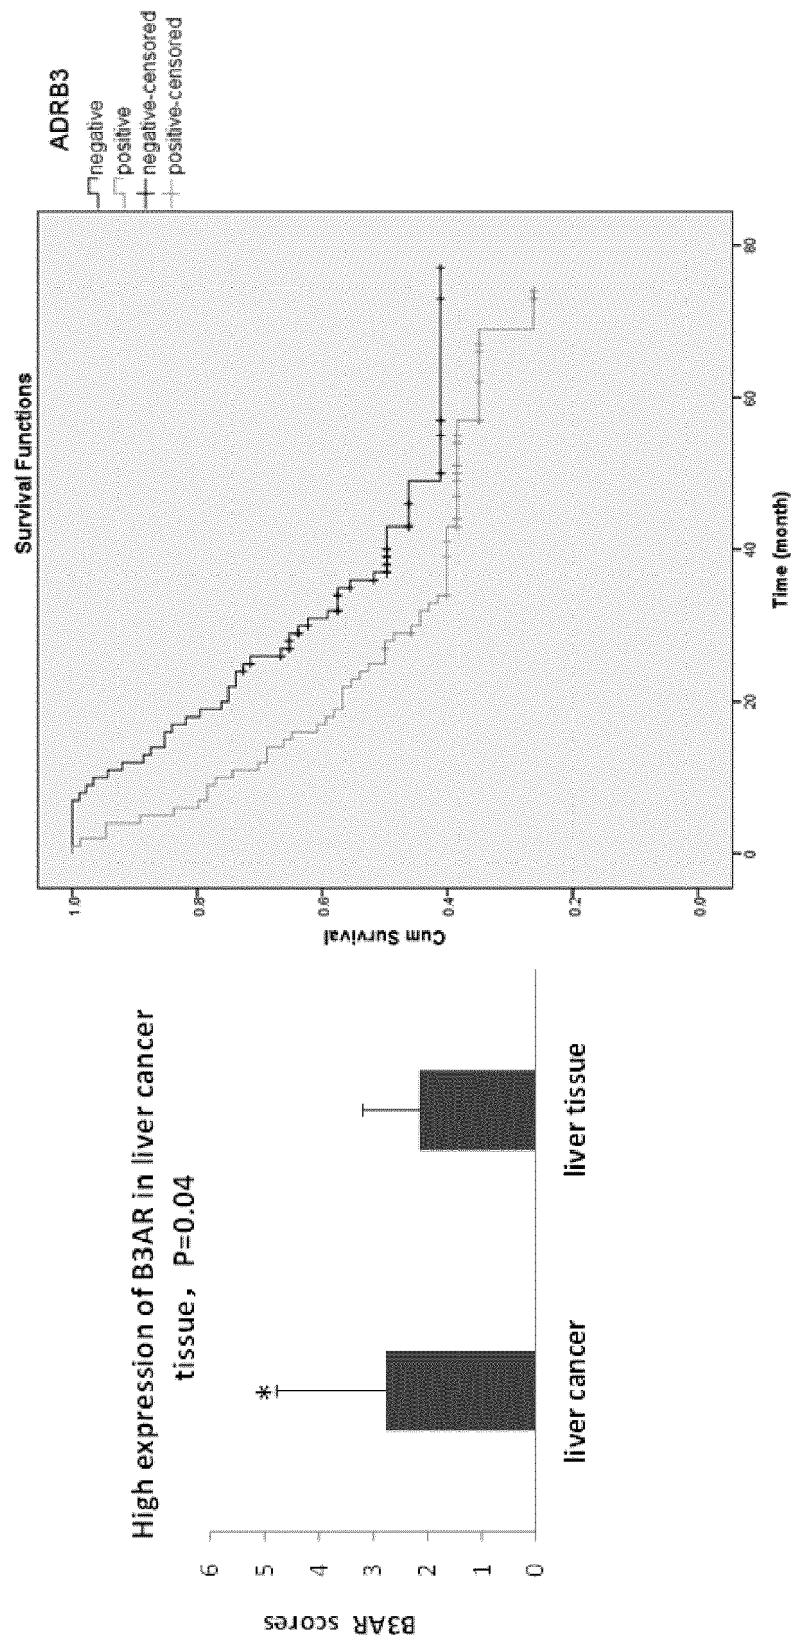 High expression of B3AR in liver cancer
tissue, P=0.04
B3AR scores
6
5
4
3
2
1
0
liver cancer
liver tissue
Survival Functions
Cum Survival
1.0
0.8
0.6
0.4
0.2
0.0
0
20
40
60
80
Time (month)
ADRB3
negative
positive
negative-censored
positive-censored
*